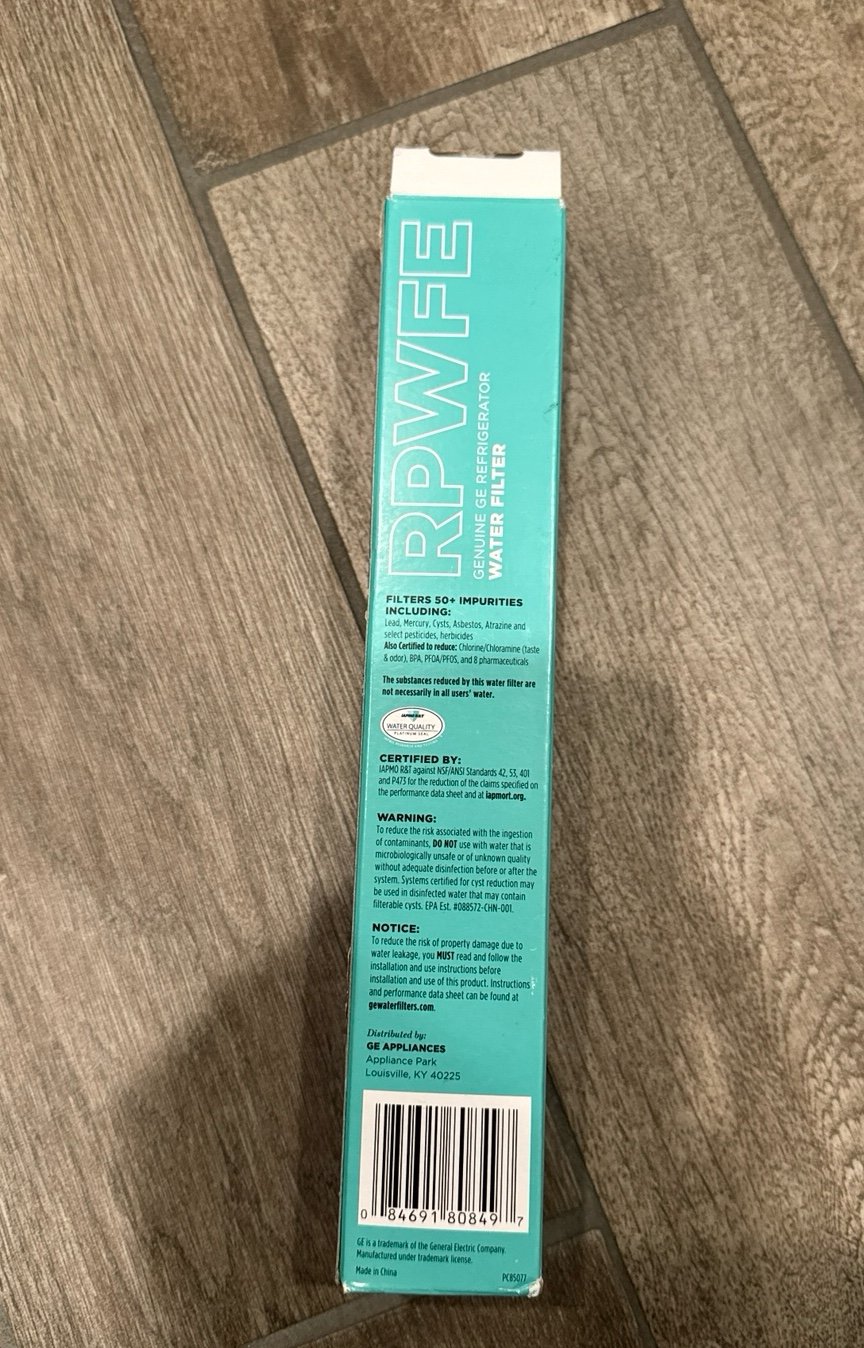 RPWFE
GENUINE GE REFRIGERATOR
WATER FILTER
FILTERS 50+ IMPURITIES
INCLUDING:
Lead, Mercury, Cysts, Asbestos, Atrazine and
select pesticides, herbicides
Also Certified to reduce: Chlorine/Chloramine (taste
& odor), BPA, PFOA/PFOS, and 8 pharmaceuticals
The substances reduced by this water filter are
not necessarily in all users' water.
IAPMO R&T
WATER QUALITY
PLATINUM SEAL
CERTIFIED BY:
IAPMO R&T against NSF/ANSI Standards 42, 53, 401
and P473 for the reduction of the claims specified on
the performance data sheet and at iapmort.org.
WARNING:
To reduce the risk associated with the ingestion
of contaminants, DO NOT use with water that is
microbiologically unsafe or of unknown quality
without adequate disinfection before or after the
system. Systems certified for cyst reduction may
be used in disinfected water that may contain
filterable cysts. EPA Est. #088572-CHN-001.
NOTICE:
To reduce the risk of property damage due to
water leakage, you MUST read and follow the
installation and use instructions before
installation and use of this product. Instructions
and performance data sheet can be found at
gewaterfilters.com.
Distributed by:
GE APPLIANCES
Appliance Park
Louisville, KY 40225
0 84691 80849 7
GE is a trademark of the General Electric Company.
Manufactured under trademark license.
Made in China
PCB5077